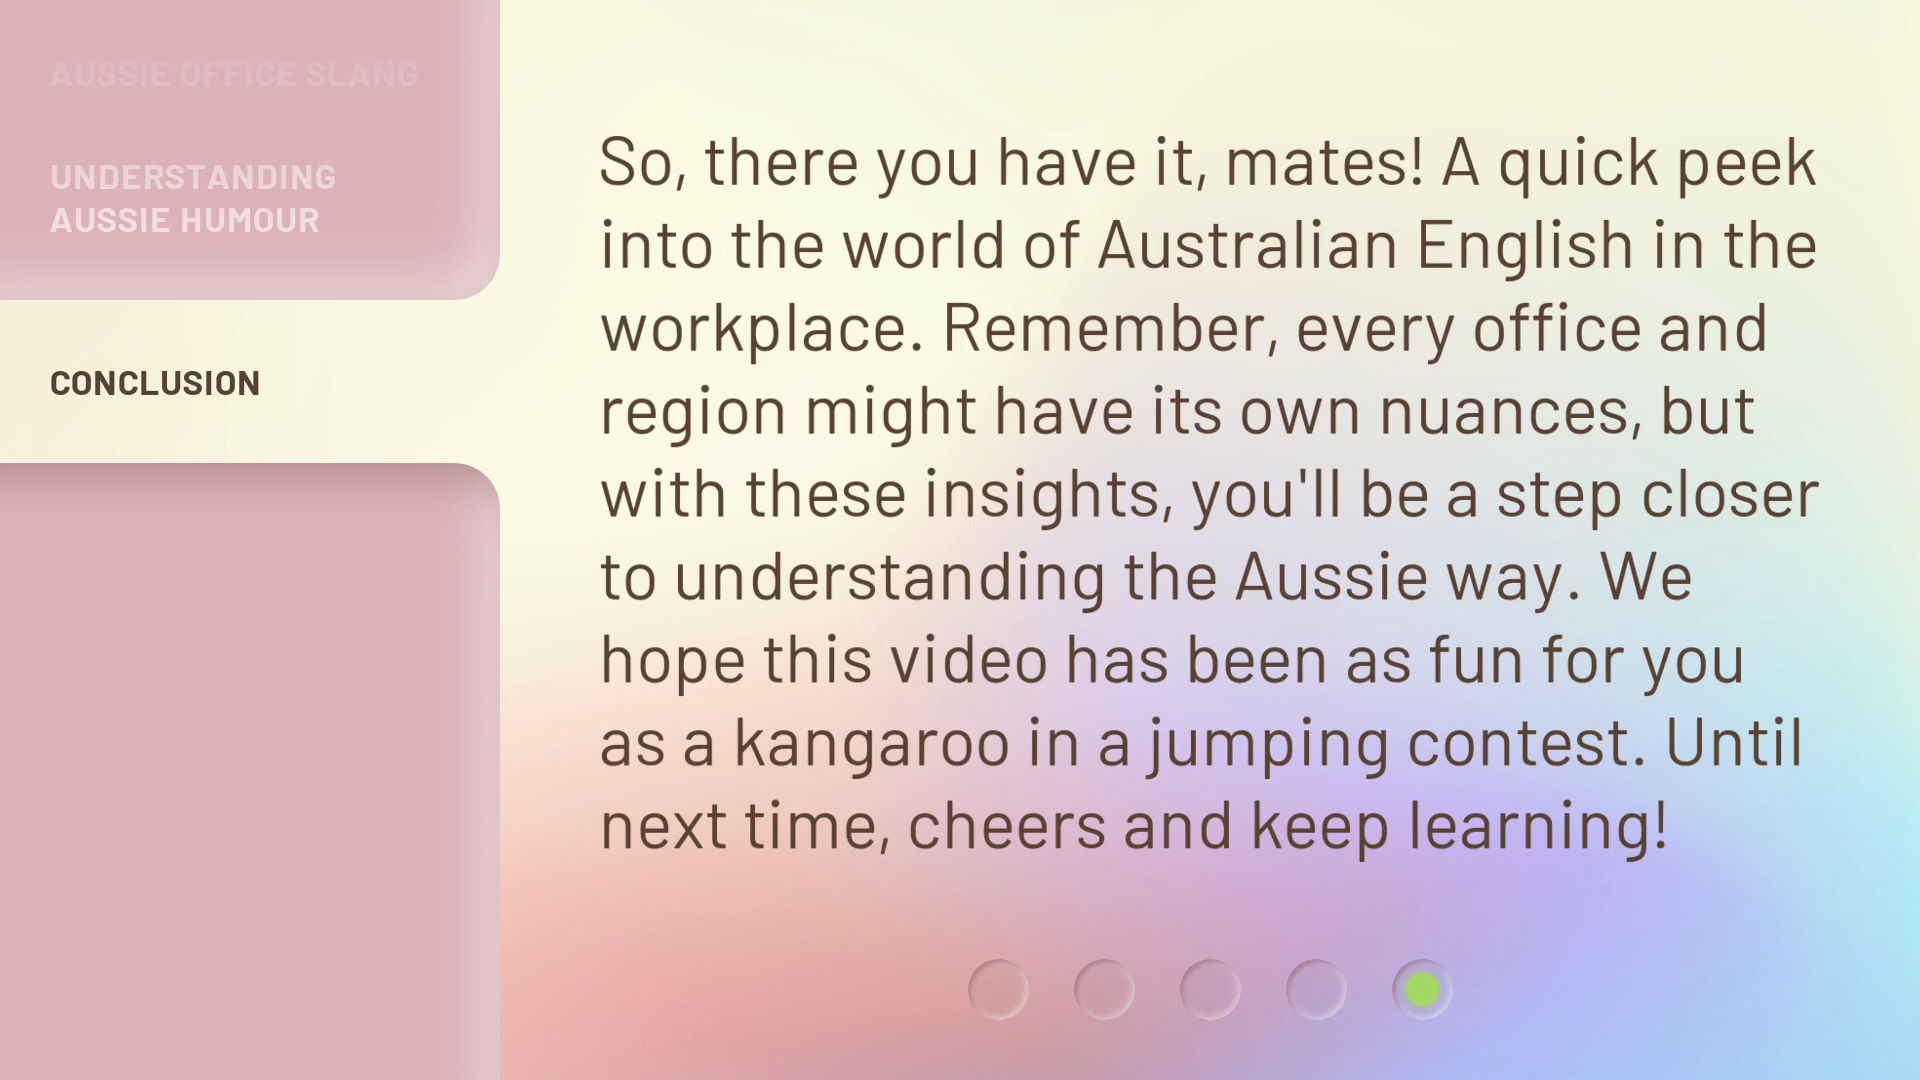 AUSSIE OFFICE SLANG
UNDERSTANDING
AUSSIE HUMOUR
CONCLUSION
So, there you have it, mates! A quick peek
into the world of Australian English in the
workplace. Remember, every office and
region might have its own nuances, but
with these insights, you'll be a step closer
to understanding the Aussie way. We
hope this video has been as fun for you
as a kangaroo in a jumping contest. Until
next time, cheers and keep learning!